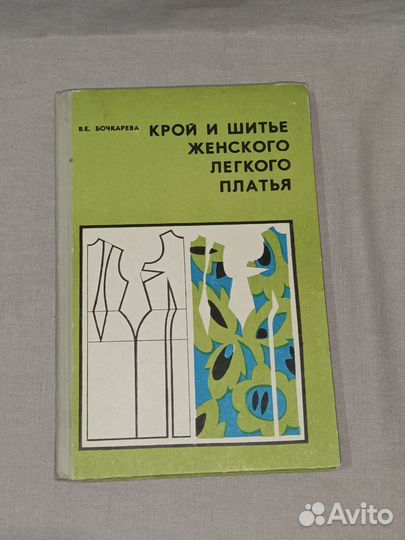 В.Е. БОЧКАРЕВА
КРОЙ И ШИТЬЕ
ЖЕНСКОГО
ЛЕГКОГО
ПЛАТЬЯ
Avito